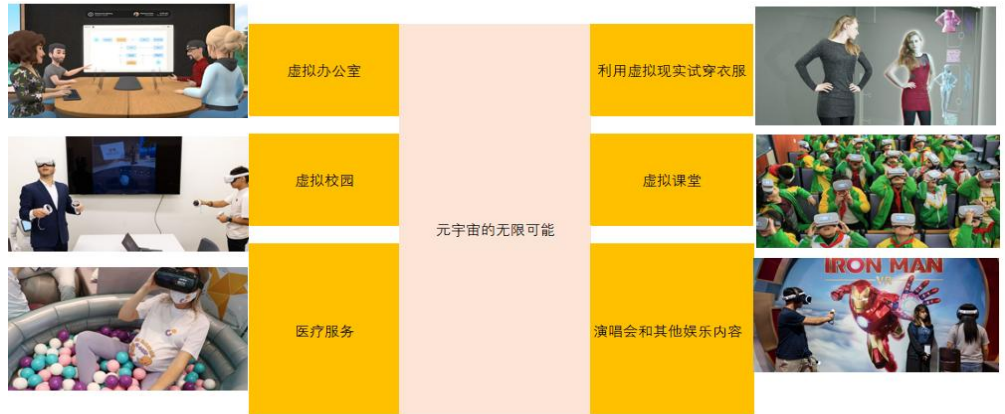 虚拟办公室
利用虚拟现实试穿衣服
虚拟校园
虚拟课堂
元宇宙的无限可能
医疗服务
演唱会和其他娱乐内容
IRON MAN